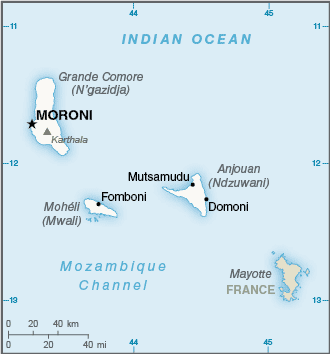 44
45
11
11
INDIAN OCEAN
Grande Comore
(N'gazidja)
MORONI
Karthala
12
12
Mutsamudu
Anjouan
(Ndzuwani)
Fomboni
Mohéli
(Mwali)
Domoni
Mozambique
Channel
Mayotte
FRANCE
13
13
0 20 40 km
0 20 40 mi
44
45